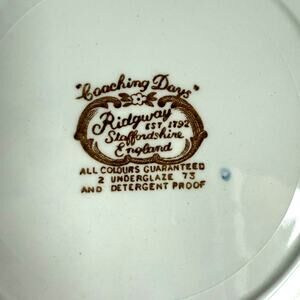 "Coaching Days"
Ridgway
EST 1792
Staffordshire
England
ALL COLOURS GUARANTEED
2 UNDERGLAZE 73
AND DETERGENT PROOF